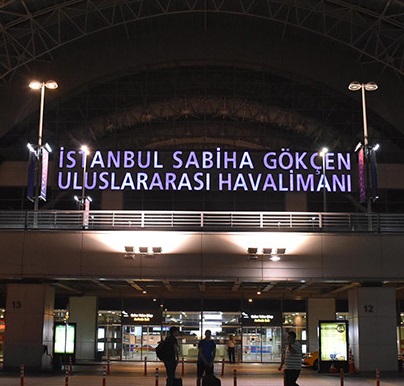 İSTANBUL SABİHA GÖKÇEN
ULUSLARARASI HAVALİMANI
13
12